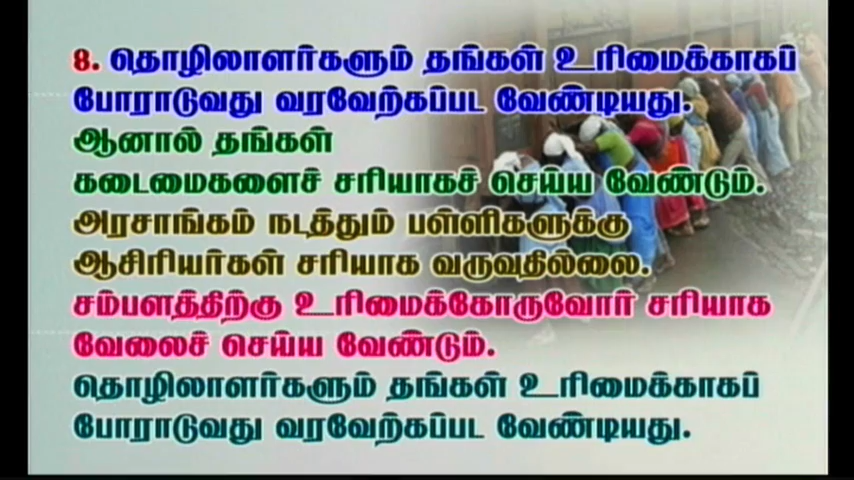 8. தொழிலாளர்களும் தங்கள் உரிமைக்காகப்
போராடுவது வரவேற்கப்பட வேண்டியது.
ஆனால் தங்கள்
கடைமைகளைச் சரியாகச் செய்ய வேண்டும்.
அரசாங்கம் நடத்தும் பள்ளிகளுக்கு
ஆசிரியர்கள் சரியாக வருவதில்லை.
சம்பளத்திற்கு உரிமைக்கோருவோர் சரியாக
வேலைச் செய்ய வேண்டும்.
தொழிலாளர்களும் தங்கள் உரிமைக்காகப்
போராடுவது வரவேற்கப்பட வேண்டியது.